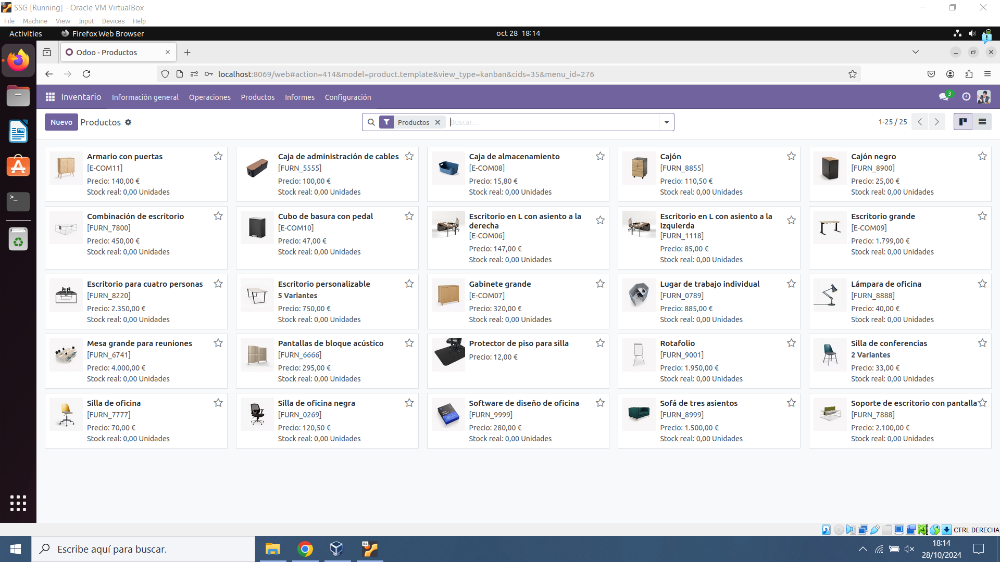 SSG [Running] - Oracle VM VirtualBox
File Machine View Input Devices Help
Activities Firefox Web Browser oct 28 18:14
Odoo - Productos
localhost:8069/web#action=414&model=product.template&view_type=kanban&cids=35&menu_id=276
Inventario Información general Operaciones Productos Informes Configuración 3
Nuevo Productos Productos Buscar... 1-25 / 25
Armario con puertas
[E-COM11]
Precio: 140,00 €
Stock real: 0,00 Unidades
Caja de administración de cables
[FURN_5555]
Precio: 100,00 €
Stock real: 0,00 Unidades
Caja de almacenamiento
[E-COM08]
Precio: 15,80 €
Stock real: 0,00 Unidades
Cajón
[FURN_8855]
Precio: 110,50 €
Stock real: 0,00 Unidades
Cajón negro
[FURN_8900]
Precio: 25,00 €
Stock real: 0,00 Unidades
Combinación de escritorio
[FURN_7800]
Precio: 450,00 €
Stock real: 0,00 Unidades
Cubo de basura con pedal
[E-COM10]
Precio: 47,00 €
Stock real: 0,00 Unidades
Escritorio en L con asiento a la
derecha
[E-COM06]
Precio: 147,00 €
Stock real: 0,00 Unidades
Escritorio en L con asiento a la
izquierda
[FURN_1118]
Precio: 85,00 €
Stock real: 0,00 Unidades
Escritorio grande
[E-COM09]
Precio: 1.799,00 €
Stock real: 0,00 Unidades
Escritorio para cuatro personas
[FURN_8220]
Precio: 2.350,00 €
Stock real: 0,00 Unidades
Escritorio personalizable
5 Variantes
Precio: 750,00 €
Stock real: 0,00 Unidades
Gabinete grande
[E-COM07]
Precio: 320,00 €
Stock real: 0,00 Unidades
Lugar de trabajo individual
[FURN_0789]
Precio: 885,00 €
Stock real: 0,00 Unidades
Lámpara de oficina
[FURN_8888]
Precio: 40,00 €
Stock real: 0,00 Unidades
Mesa grande para reuniones
[FURN_6741]
Precio: 4.000,00 €
Stock real: 0,00 Unidades
Pantallas de bloque acústico
[FURN_6666]
Precio: 295,00 €
Stock real: 0,00 Unidades
Protector de piso para silla
Precio: 12,00 €
Rotafolio
[FURN_9001]
Precio: 1.950,00 €
Stock real: 0,00 Unidades
Silla de conferencias
2 Variantes
Precio: 33,00 €
Stock real: 0,00 Unidades
Silla de oficina
[FURN_7777]
Precio: 70,00 €
Stock real: 0,00 Unidades
Silla de oficina negra
[FURN_0269]
Precio: 120,50 €
Stock real: 0,00 Unidades
Software de diseño de oficina
[FURN_9999]
Precio: 280,00 €
Stock real: 0,00 Unidades
Sofá de tres asientos
[FURN_8999]
Precio: 1.500,00 €
Stock real: 0,00 Unidades
Soporte de escritorio con pantalla
[FURN_7888]
Precio: 2.100,00 €
Stock real: 0,00 Unidades
CTRL DERECHA
Escribe aquí para buscar.
64
18:14
28/10/2024